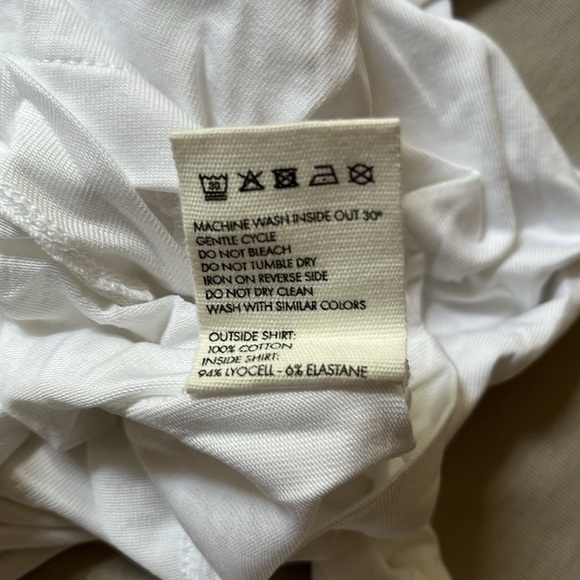 30
MACHINE WASH INSIDE OUT 30°
GENTLE CYCLE
DO NOT BLEACH
DO NOT TUMBLE DRY
IRON ON REVERSE SIDE
DO NOT DRY CLEAN
WASH WITH SIMILAR COLORS
OUTSIDE SHIRT:
100% COTTON
INSIDE SHIRT:
94% LYOCELL - 6% ELASTANE